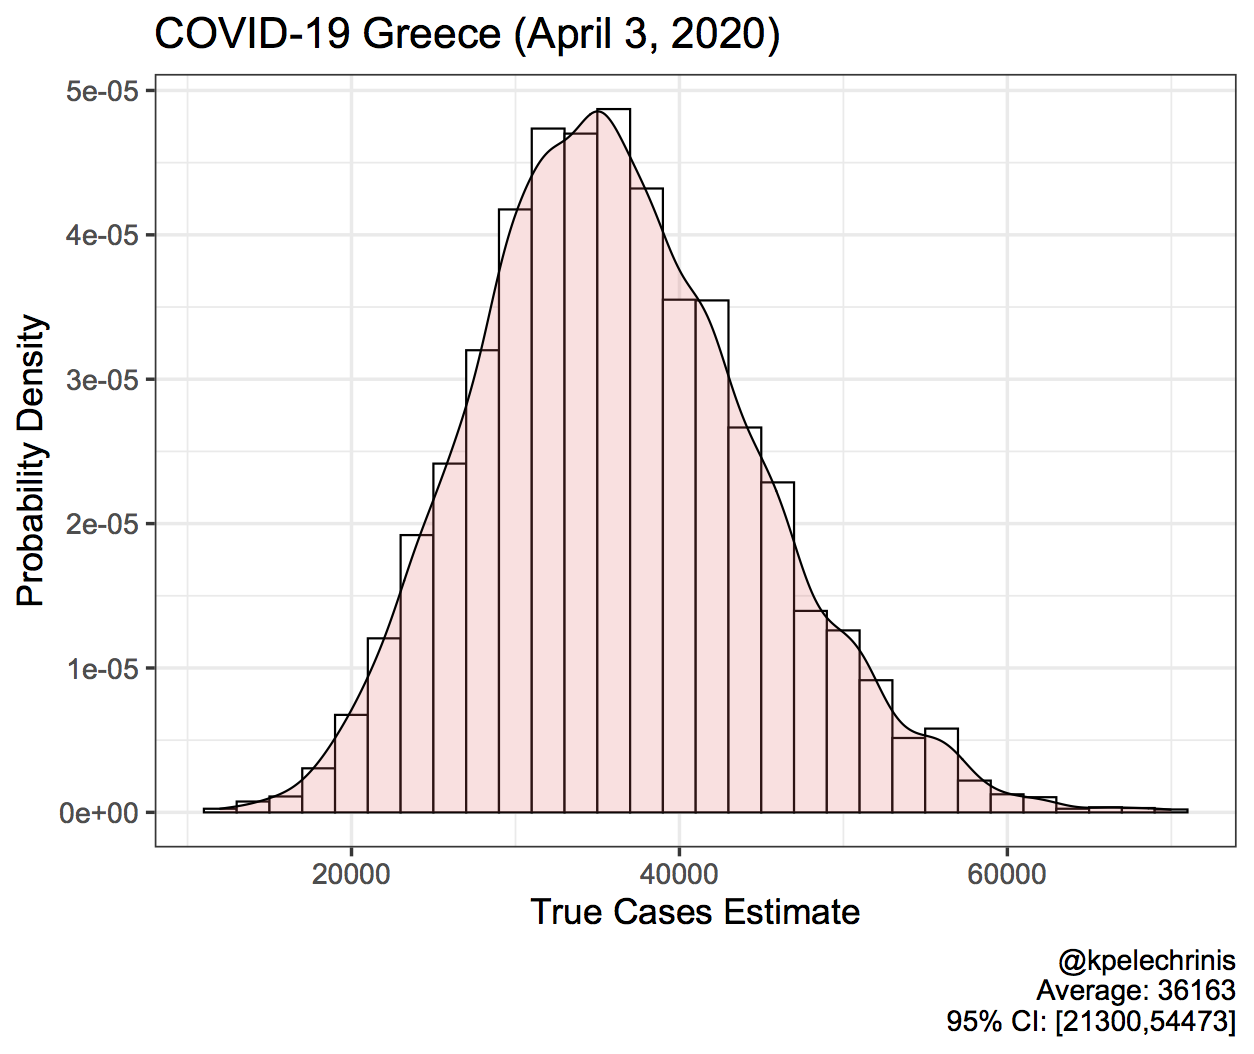 COVID-19 Greece (April 3, 2020)
5e-05
4e-05
3e-05
2e-05
1e-05
0e+00
Probability Density
20000 40000 60000
True Cases Estimate
@kpelechrinis
Average: 36163
95% CI: [21300,54473]